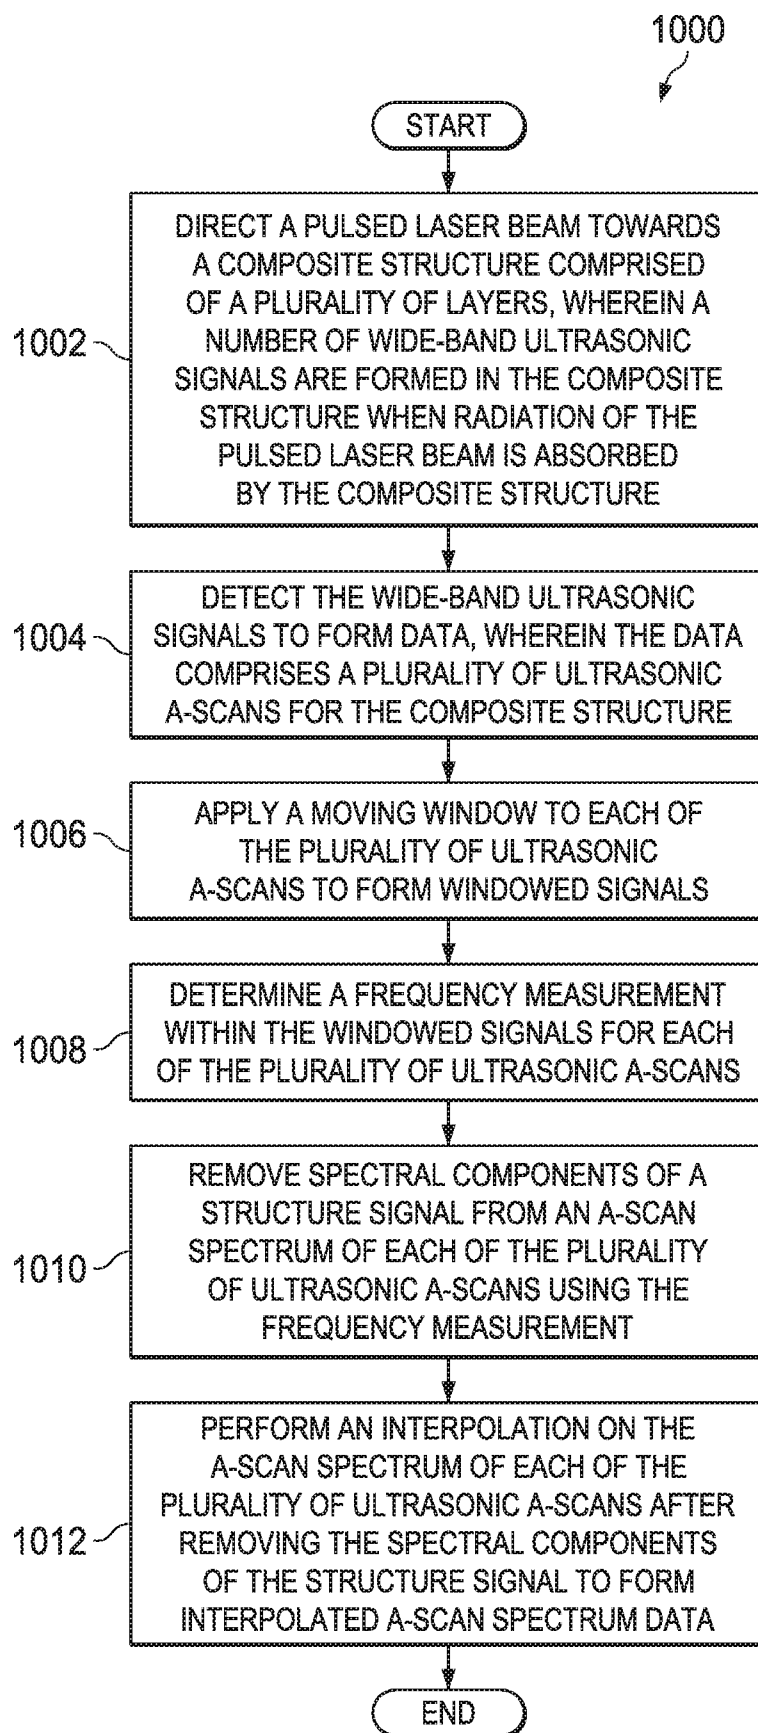 1000
START
1002
DIRECT A PULSED LASER BEAM TOWARDS
A COMPOSITE STRUCTURE COMPRISED
OF A PLURALITY OF LAYERS, WHEREIN A
NUMBER OF WIDE-BAND ULTRASONIC
SIGNALS ARE FORMED IN THE COMPOSITE
STRUCTURE WHEN RADIATION OF THE
PULSED LASER BEAM IS ABSORBED
BY THE COMPOSITE STRUCTURE
1004
DETECT THE WIDE-BAND ULTRASONIC
SIGNALS TO FORM DATA, WHEREIN THE DATA
COMPRISES A PLURALITY OF ULTRASONIC
A-SCANS FOR THE COMPOSITE STRUCTURE
1006
APPLY A MOVING WINDOW TO EACH OF
THE PLURALITY OF ULTRASONIC
A-SCANS TO FORM WINDOWED SIGNALS
1008
DETERMINE A FREQUENCY MEASUREMENT
WITHIN THE WINDOWED SIGNALS FOR EACH
OF THE PLURALITY OF ULTRASONIC A-SCANS
1010
REMOVE SPECTRAL COMPONENTS OF A
STRUCTURE SIGNAL FROM AN A-SCAN
SPECTRUM OF EACH OF THE PLURALITY
OF ULTRASONIC A-SCANS USING THE
FREQUENCY MEASUREMENT
1012
PERFORM AN INTERPOLATION ON THE
A-SCAN SPECTRUM OF EACH OF THE
PLURALITY OF ULTRASONIC A-SCANS AFTER
REMOVING THE SPECTRAL COMPONENTS
OF THE STRUCTURE SIGNAL TO FORM
INTERPOLATED A-SCAN SPECTRUM DATA
END